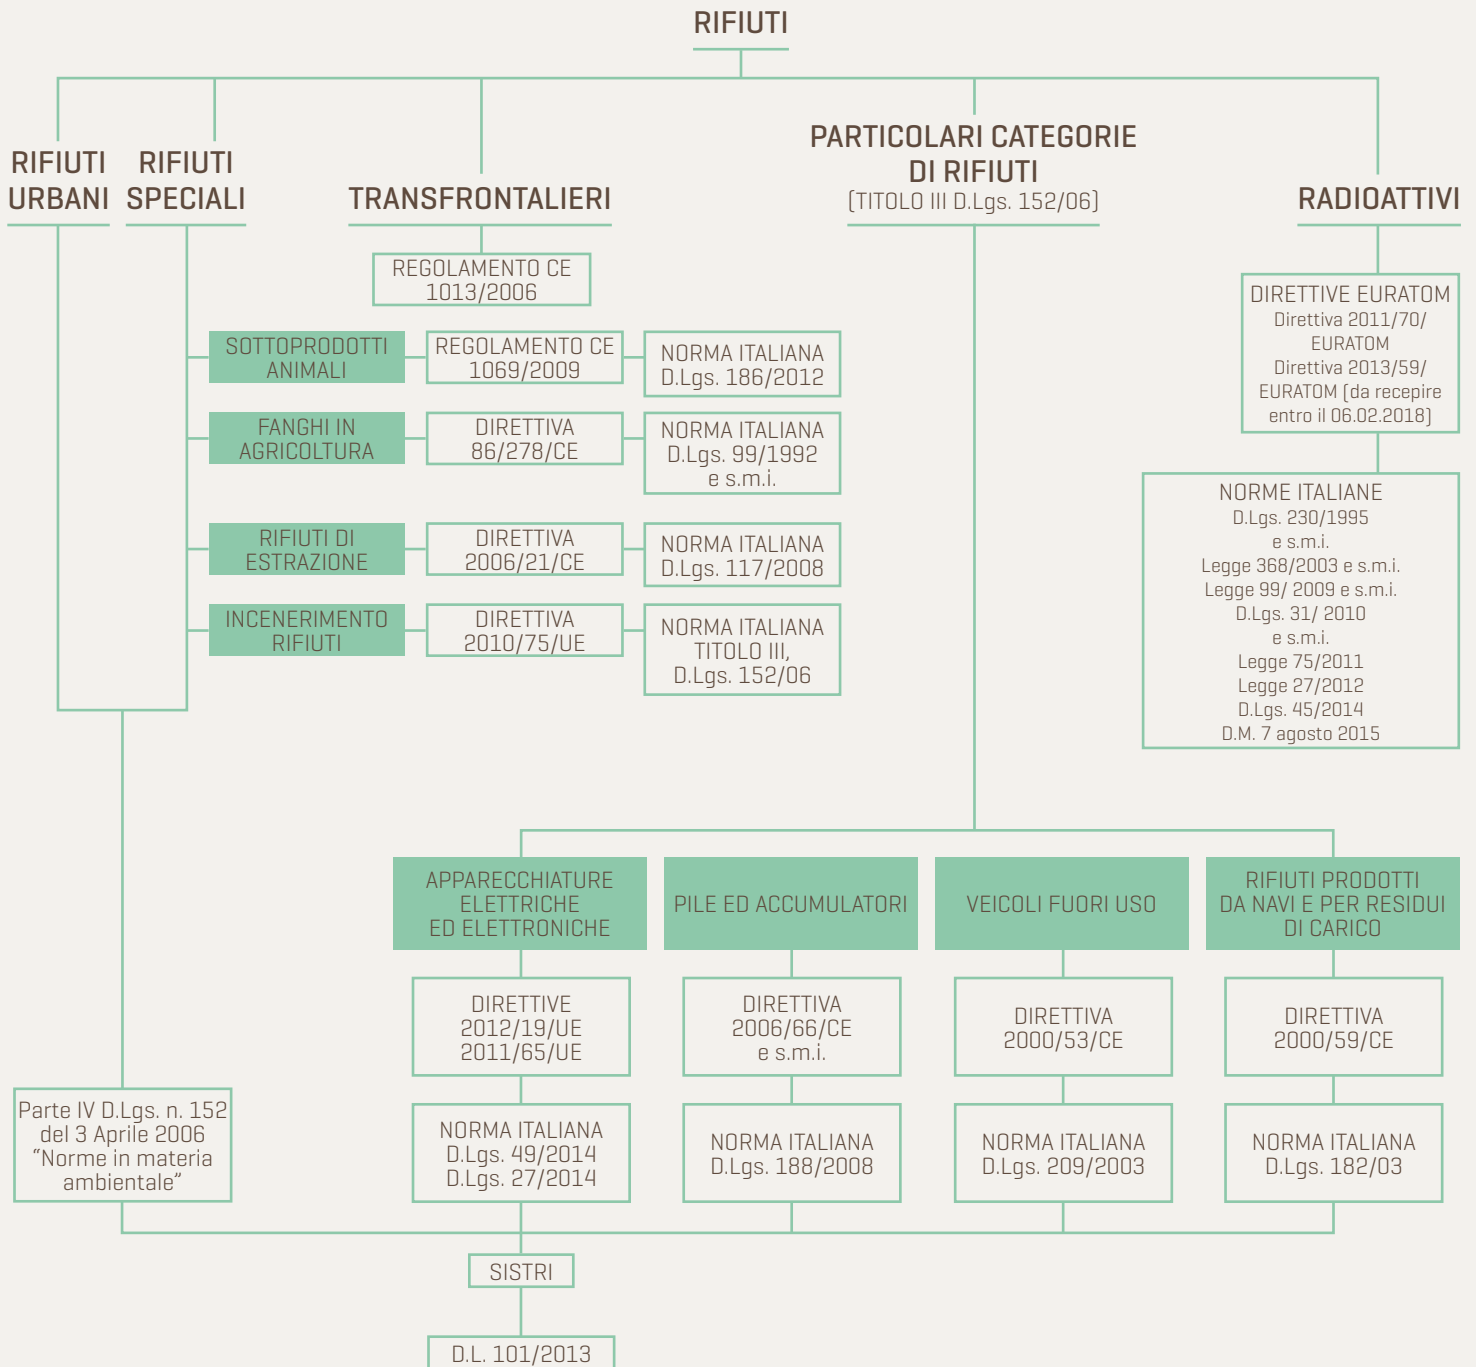 RIFIUTI
RIFIUTI
URBANI
RIFIUTI
SPECIALI
TRANSFRONTALIERI
PARTICOLARI CATEGORIE
DI RIFIUTI
(TITOLO III D.Lgs. 152/06)
RADIOATTIVI
REGOLAMENTO CE
1013/2006
SOTTOPRODOTTI
ANIMALI
REGOLAMENTO CE
1069/2009
NORMA ITALIANA
D.Lgs. 186/2012
FANGHI IN
AGRICOLTURA
DIRETTIVA
86/278/CE
NORMA ITALIANA
D.Lgs. 99/1992
e s.m.i.
RIFIUTI DI
ESTRAZIONE
DIRETTIVA
2006/21/CE
NORMA ITALIANA
D.Lgs. 117/2008
INCENERIMENTO
RIFIUTI
DIRETTIVA
2010/75/UE
NORMA ITALIANA
TITOLO III,
D.Lgs. 152/06
DIRETTIVE EURATOM
Direttiva 2011/70/
EURATOM
Direttiva 2013/59/
EURATOM (da recepire
entro il 06.02.2018)
NORME ITALIANE
D.Lgs. 230/1995
e s.m.i.
Legge 368/2003 e s.m.i.
Legge 99/ 2009 e s.m.i.
D.Lgs. 31/ 2010
e s.m.i.
Legge 75/2011
Legge 27/2012
D.Lgs. 45/2014
D.M. 7 agosto 2015
APPARECCHIATURE
ELETTRICHE
ED ELETTRONICHE
PILE ED ACCUMULATORI
VEICOLI FUORI USO
RIFIUTI PRODOTTI
DA NAVI E PER RESIDUI
DI CARICO
DIRETTIVE
2012/19/UE
2011/65/UE
DIRETTIVA
2006/66/CE
e s.m.i.
DIRETTIVA
2000/53/CE
DIRETTIVA
2000/59/CE
Parte IV D.Lgs. n. 152
del 3 Aprile 2006
“Norme in materia
ambientale”
NORMA ITALIANA
D.Lgs. 49/2014
D.Lgs. 27/2014
NORMA ITALIANA
D.Lgs. 188/2008
NORMA ITALIANA
D.Lgs. 209/2003
NORMA ITALIANA
D.Lgs. 182/03
SISTRI
D.L. 101/2013